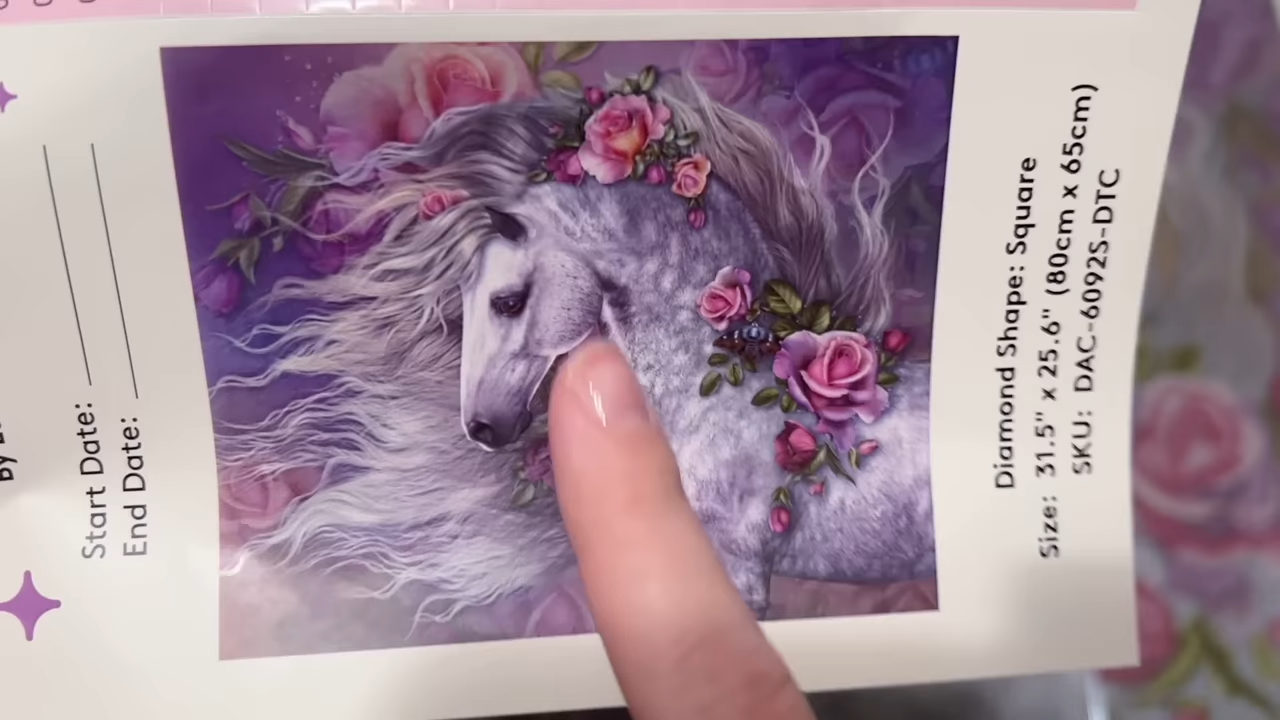 Start Date:
End Date:
Diamond Shape: Square
Size: 31.5" x 25.6" (80cm x 65cm)
SKU: DAC-6092S-DTC